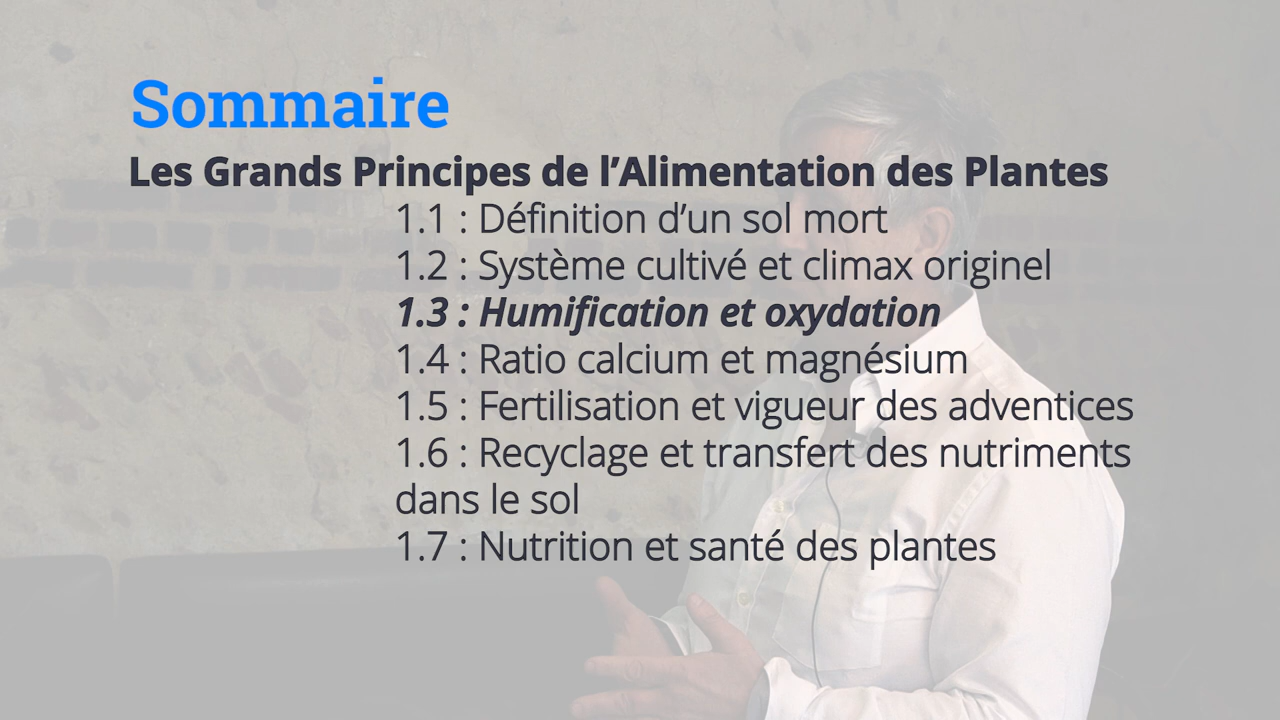 Sommaire
Les Grands Principes de l’Alimentation des Plantes
1.1 : Définition d’un sol mort
1.2 : Système cultivé et climax originel
1.3 : Humification et oxydation
1.4 : Ratio calcium et magnésium
1.5 : Fertilisation et vigueur des adventices
1.6 : Recyclage et transfert des nutriments
dans le sol
1.7 : Nutrition et santé des plantes